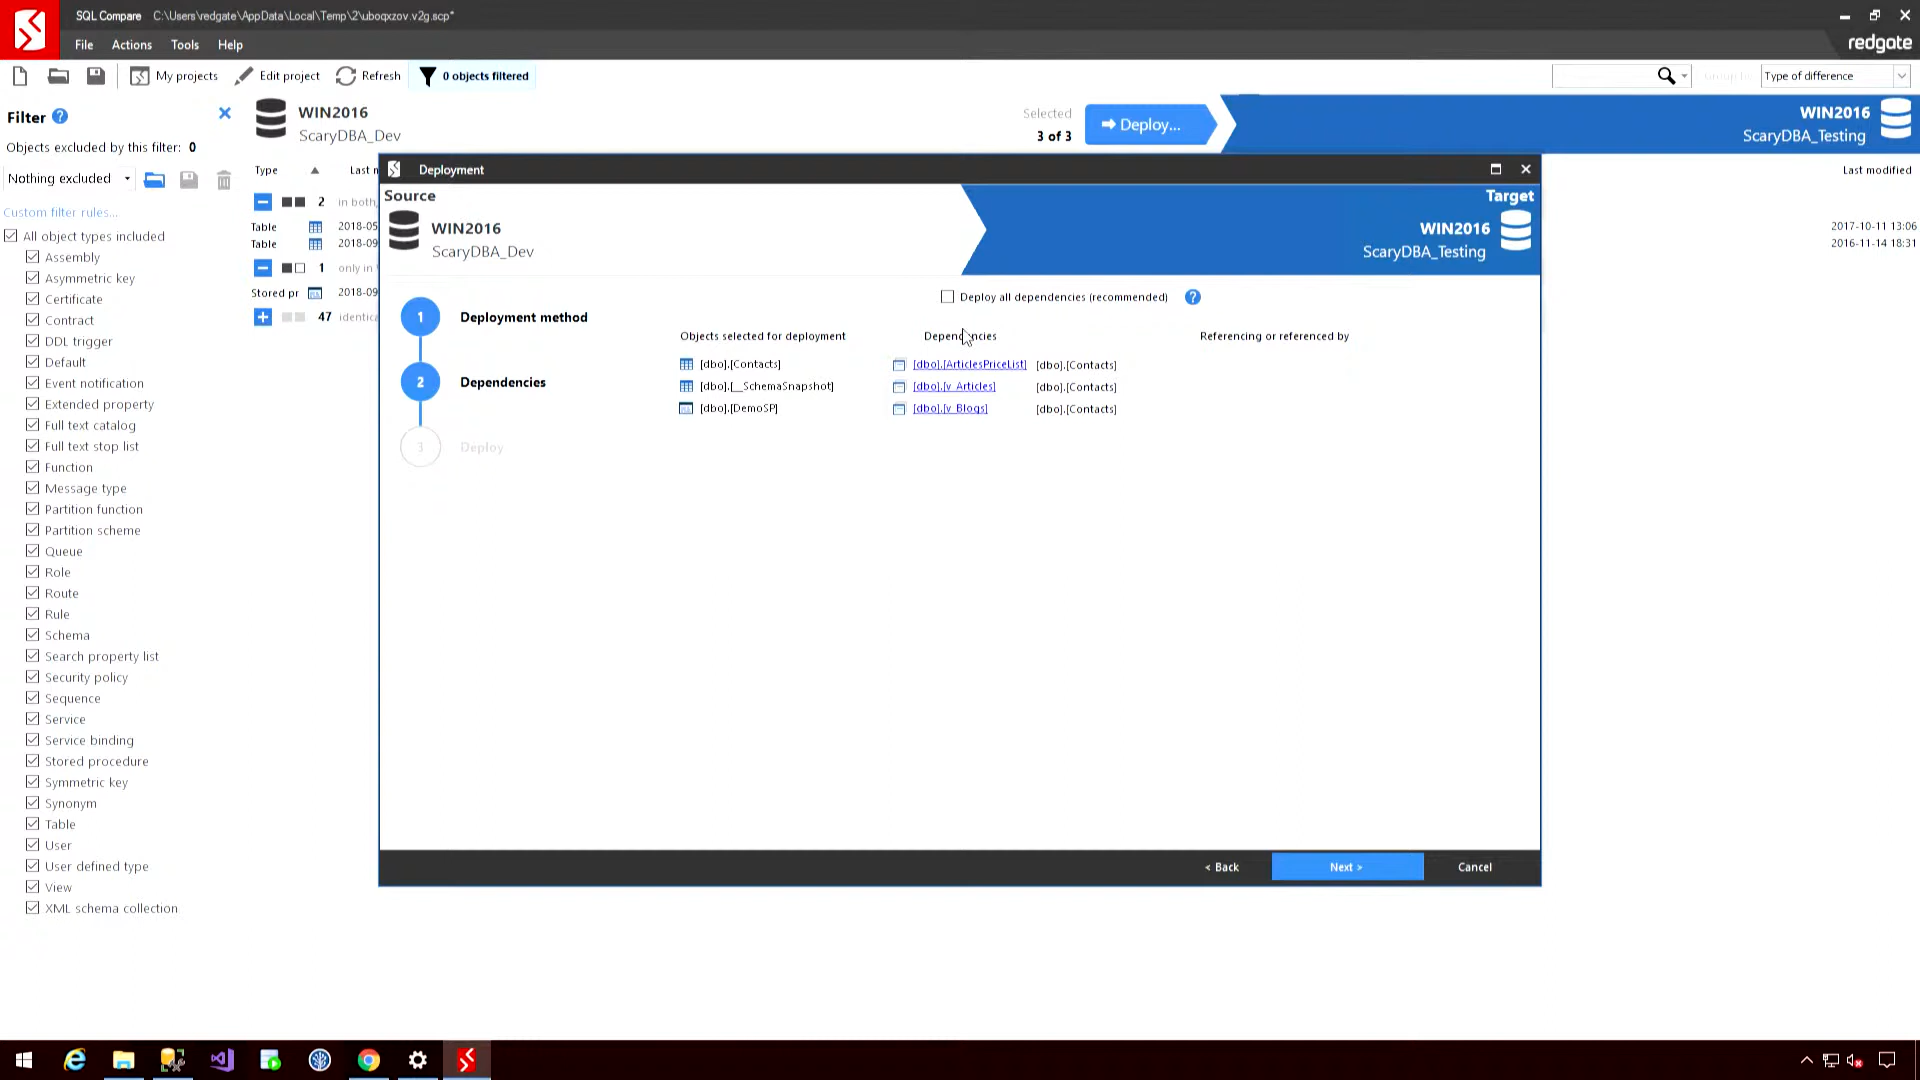 SQL Compare C:\Users\redgate\AppData\Local\Temp\2\uboqxzov.v2g.scp*
File Actions Tools Help
redgate
My projects Edit project Refresh 0 objects filtered
Type of difference
Filter ?
Objects excluded by this filter: 0
Nothing excluded
Custom filter rules...
All object types included
Assembly
Asymmetric key
Certificate
Contract
DDL trigger
Default
Event notification
Extended property
Full text catalog
Full text stop list
Function
Message type
Partition function
Partition scheme
Queue
Role
Route
Rule
Schema
Search property list
Security policy
Sequence
Service
Service binding
Stored procedure
Symmetric key
Synonym
Table
User
User defined type
View
XML schema collection
WIN2016
ScaryDBA_Dev
Selected
3 of 3
Deploy...
WIN2016
ScaryDBA_Testing
Type Last
Last modified
2 in both,
Table 2018-05
2017-10-11 13:06
Table 2018-09
2016-11-14 18:31
1 only in
Stored pr 2018-09
47 identica
Deployment
Source
WIN2016
ScaryDBA_Dev
Target
WIN2016
ScaryDBA_Testing
1 Deployment method
2 Dependencies
3 Deploy
Deploy all dependencies (recommended) ?
Objects selected for deployment Dependencies Referencing or referenced by
[dbo].[Contacts] [dbo].[ArticlesPriceList] [dbo].[Contacts]
[dbo].[__SchemaSnapshot] [dbo].[v_Articles] [dbo].[Contacts]
[dbo].[DemoSP] [dbo].[v_Blogs] [dbo].[Contacts]
< Back Next > Cancel